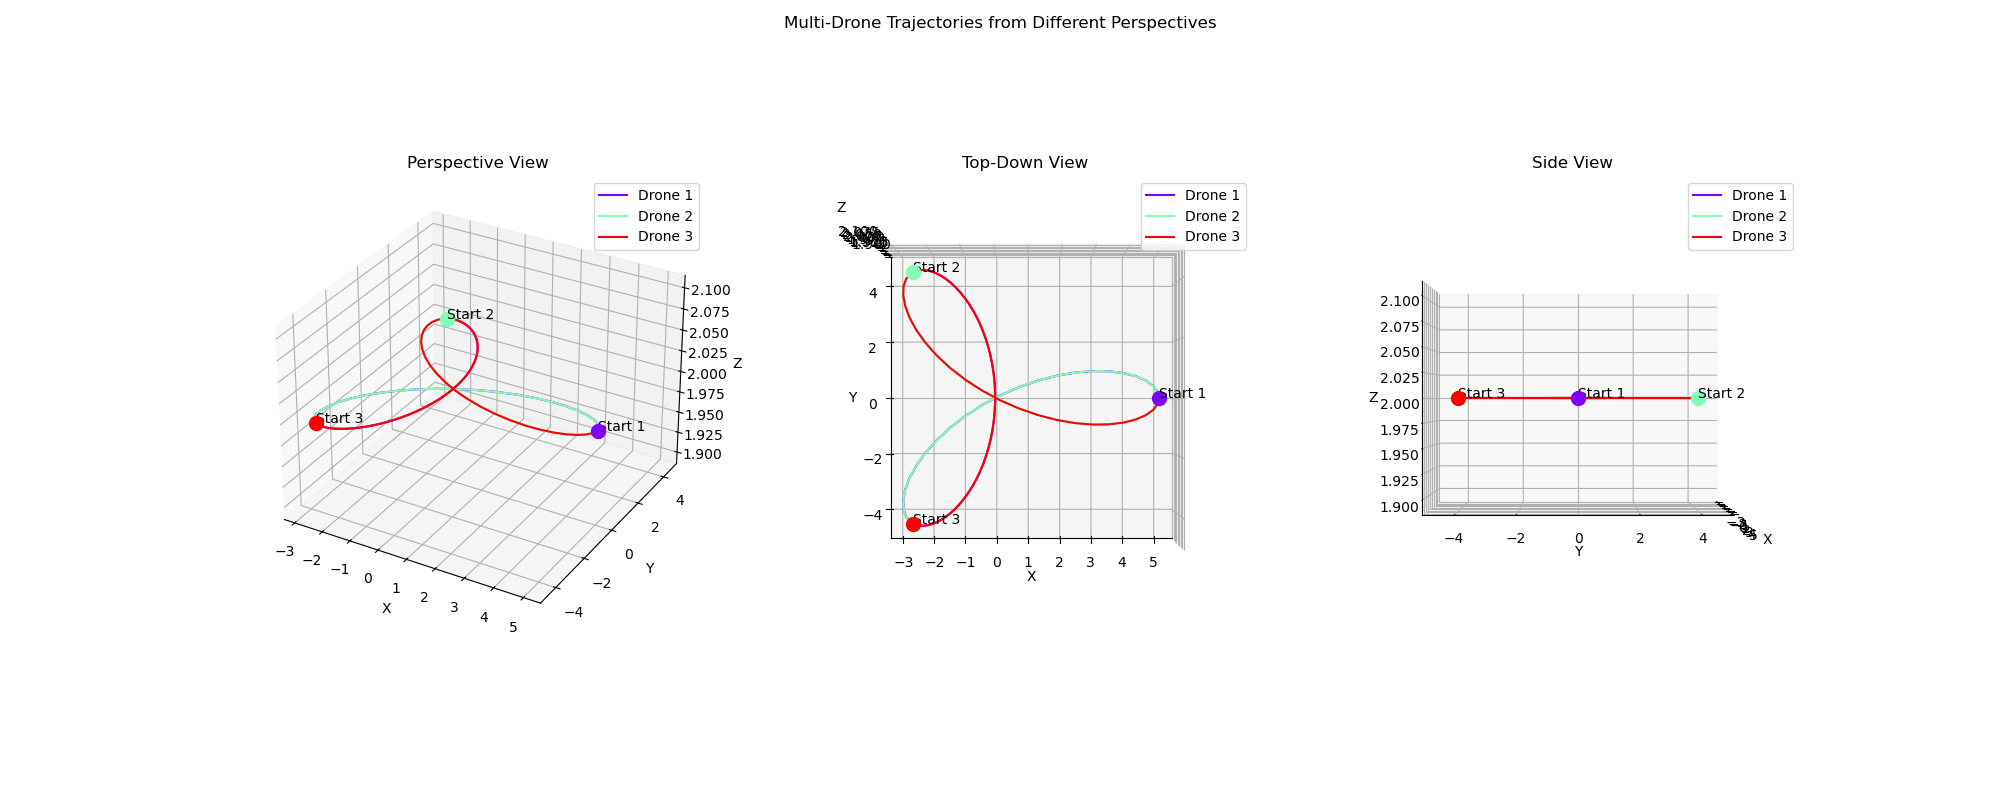 Multi-Drone Trajectories from Different Perspectives
Perspective View
Drone 1
Drone 2
Drone 3
Start 2
Start 3
Start 1
2.100
2.075
2.050
2.025
2.000
1.975
1.950
1.925
1.900
Z
−3
−2
−1
0
1
2
3
4
5
X
−4
−2
0
2
4
Y
Top-Down View
Drone 1
Drone 2
Drone 3
Z
Start 2
Start 1
Start 3
4
2
0
−2
−4
Y
−3 −2 −1 0 1 2 3 4 5
X
Side View
Drone 1
Drone 2
Drone 3
2.100
2.075
2.050
2.025
2.000
1.975
1.950
1.925
1.900
Z
Start 3 Start 1 Start 2
−4 −2 0 2 4
Y
X